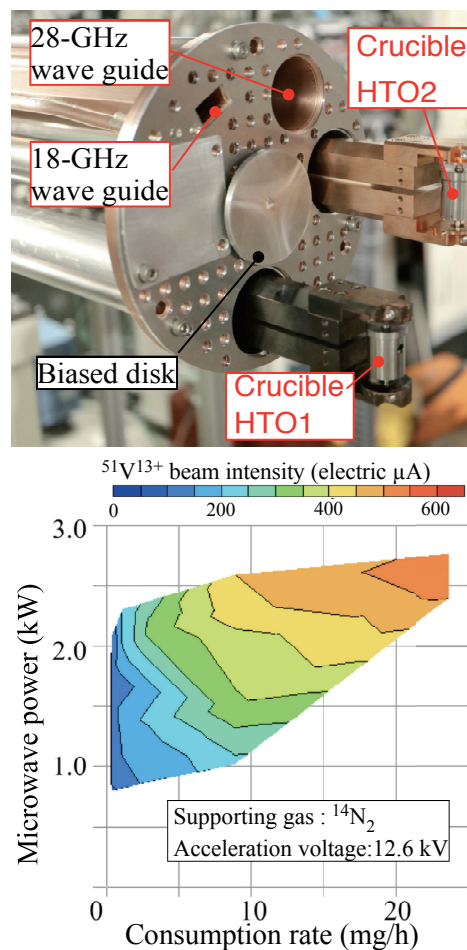 28-GHz
wave guide
Crucible
HTO2
18-GHz
wave guide
Biased disk
Crucible
HTO1
⁵¹V¹³⁺ beam intensity (electric µA)
0 200 400 600
3.0
2.0
1.0
Microwave power (kW)
Supporting gas : ¹⁴N₂
Acceleration voltage:12.6 kV
0 10 20
Consumption rate (mg/h)